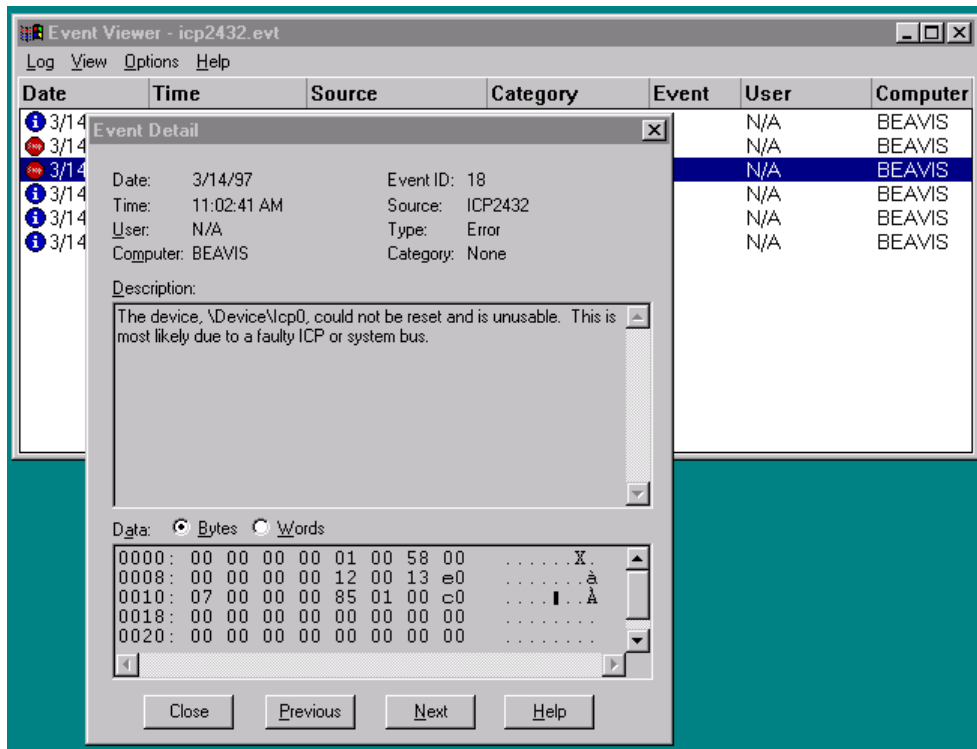 Event Viewer - icp2432.evt
Log View Options Help
Date Time Source Category Event User Computer
3/14 N/A BEAVIS
3/14 N/A BEAVIS
3/14 N/A BEAVIS
3/14 N/A BEAVIS
3/14 N/A BEAVIS
3/14 N/A BEAVIS
Event Detail
Date: 3/14/97 Event ID: 18
Time: 11:02:41 AM Source: ICP2432
User: N/A Type: Error
Computer: BEAVIS Category: None
Description:
The device, \Device\Icp0, could not be reset and is unusable. This is
most likely due to a faulty ICP or system bus.
Data: Bytes Words
0000: 00 00 00 00 01 00 58 00 ......X.
0008: 00 00 00 00 12 00 13 e0 .......à
0010: 07 00 00 00 85 01 00 c0 ....▮..À
0018: 00 00 00 00 00 00 00 00 ........
0020: 00 00 00 00 00 00 00 00 ........
Close Previous Next Help